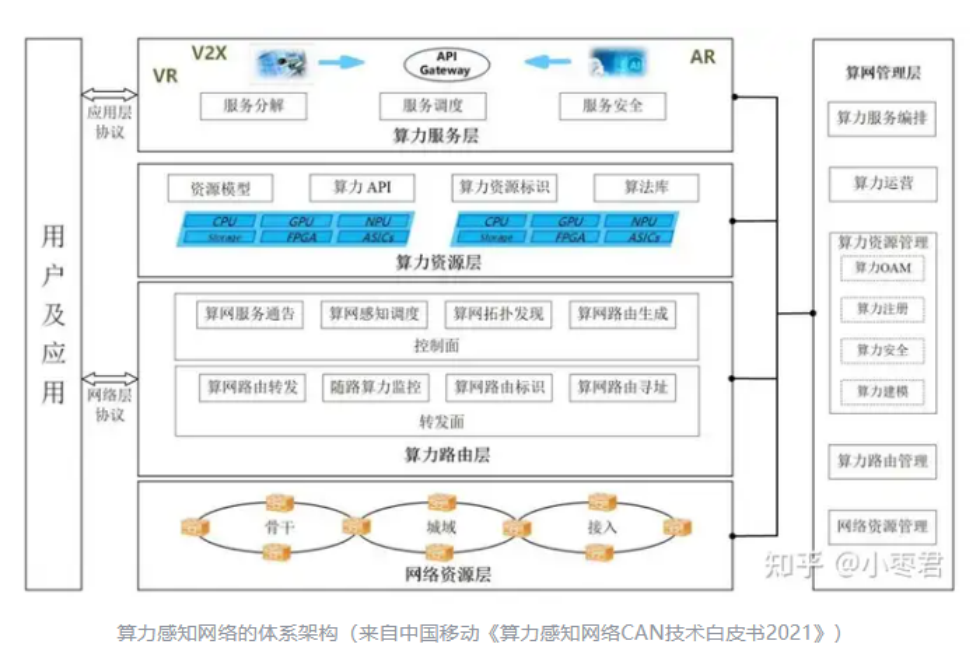 用户及应用
应用层
协议
网络层
协议
V2X
VR
API
Gateway
AI
AR
服务分解
服务调度
服务安全
算力服务层
资源模型
算力 API
算力资源标识
算法库
CPU GPU NPU
Storage FPGA ASICs
CPU GPU NPU
Storage FPGA ASICs
算力资源层
算网服务通告
算网感知调度
算网拓扑发现
算网路由生成
控制面
算网路由转发
随路算力监控
算网路由标识
算网路由寻址
转发面
算力路由层
骨干
城域
接入
网络资源层
算网管理层
算力服务编排
算力运营
算力资源管理
算力OAM
算力注册
算力安全
算力建模
算力路由管理
网络资源管理
知乎 @小枣君
算力感知网络的体系架构（来自中国移动《算力感知网络CAN技术白皮书2021》）